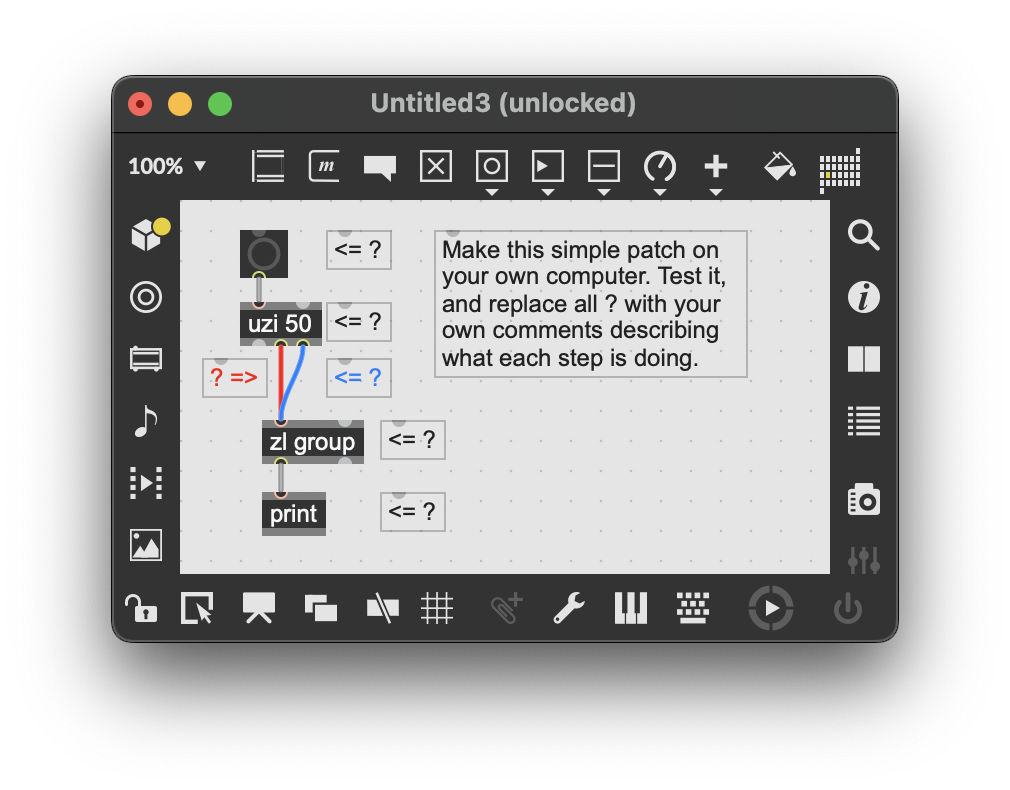 Untitled3 (unlocked)
100%
m
<= ?
Make this simple patch on
your own computer. Test it,
and replace all ? with your
own comments describing
what each step is doing.
uzi 50
<= ?
? =>
<= ?
zl group
<= ?
print
<= ?